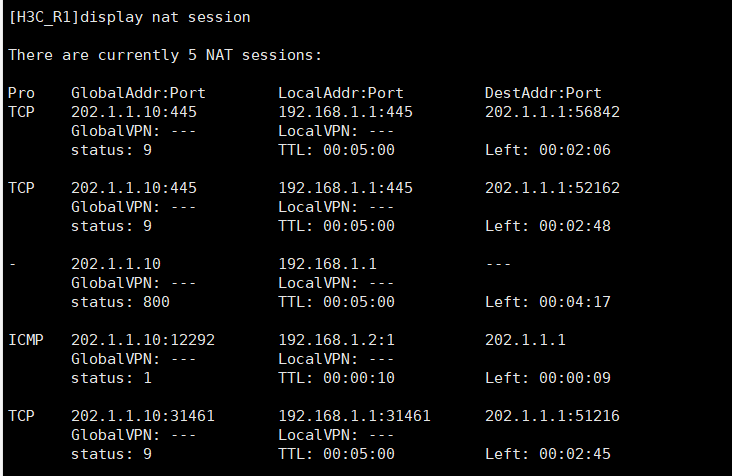 [H3C_R1]display nat session
There are currently 5 NAT sessions:
Pro GlobalAddr:Port LocalAddr:Port DestAddr:Port
TCP 202.1.1.10:445 192.168.1.1:445 202.1.1.1:56842
GlobalVPN: --- LocalVPN: ---
status: 9 TTL: 00:05:00 Left: 00:02:06
TCP 202.1.1.10:445 192.168.1.1:445 202.1.1.1:52162
GlobalVPN: --- LocalVPN: ---
status: 9 TTL: 00:05:00 Left: 00:02:48
- 202.1.1.10 192.168.1.1 ---
GlobalVPN: --- LocalVPN: ---
status: 800 TTL: 00:05:00 Left: 00:04:17
ICMP 202.1.1.10:12292 192.168.1.2:1 202.1.1.1
GlobalVPN: --- LocalVPN: ---
status: 1 TTL: 00:00:10 Left: 00:00:09
TCP 202.1.1.10:31461 192.168.1.1:31461 202.1.1.1:51216
GlobalVPN: --- LocalVPN: ---
status: 9 TTL: 00:05:00 Left: 00:02:45